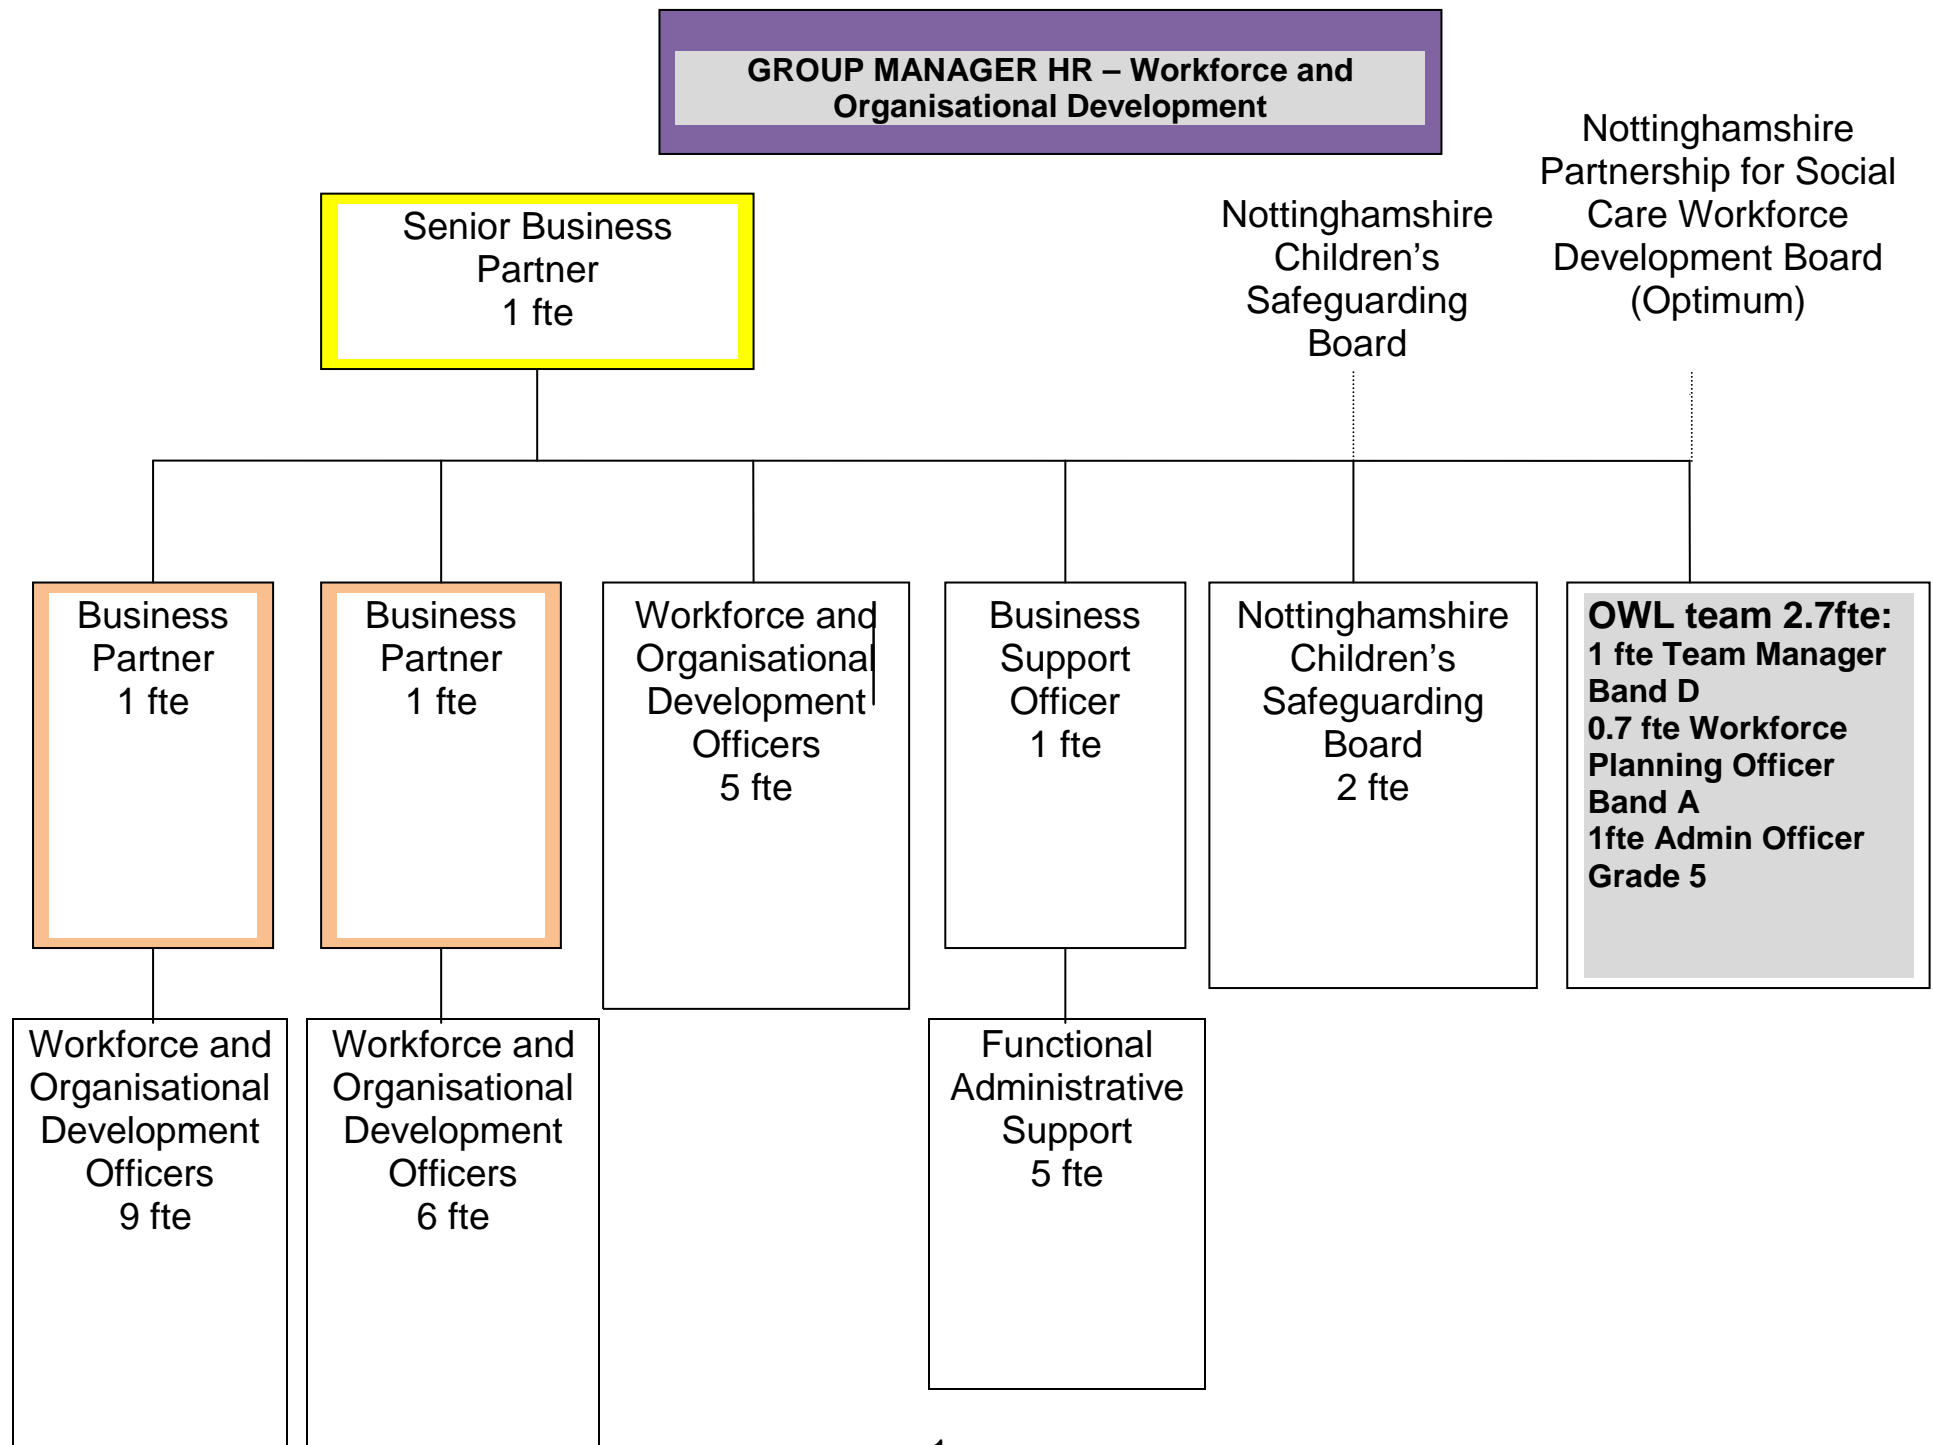 GROUP MANAGER HR – Workforce and
Organisational Development
Nottinghamshire
Partnership for Social
Care Workforce
Development Board
(Optimum)
Senior Business
Partner
1 fte
Nottinghamshire
Children’s
Safeguarding
Board
Business
Partner
1 fte
Business
Partner
1 fte
Workforce and
Organisational
Development
Officers
5 fte
Business
Support
Officer
1 fte
Nottinghamshire
Children’s
Safeguarding
Board
2 fte
OWL team 2.7fte:
1 fte Team Manager
Band D
0.7 fte Workforce
Planning Officer
Band A
1fte Admin Officer
Grade 5
Workforce and
Organisational
Development
Officers
9 fte
Workforce and
Organisational
Development
Officers
6 fte
Functional
Administrative
Support
5 fte